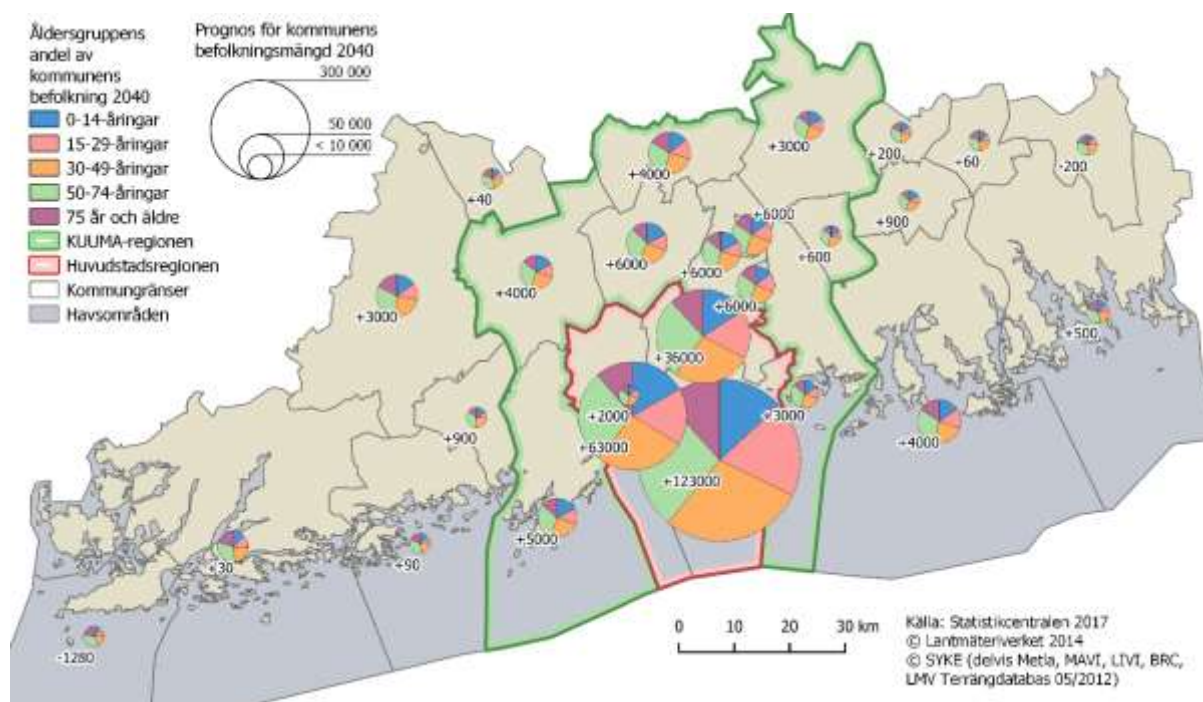 Åldersgruppens
andel av
kommunens
befolkning 2040
0-14-åringar
15-29-åringar
30-49-åringar
50-74-åringar
75 år och äldre
KUUMA-regionen
Huvudstadsregionen
Kommungränser
Havsområden
Prognos för kommunens
befolkningsmängd 2040
300 000
50 000
< 10 000
+3000
+200
+60
-200
+4000
+40
+900
+6000
+6000
+6000
+600
+4000
+3000
+6000
+500
+36000
+2000
+3000
+900
+63000
+4000
+123000
+5000
+30
+90
-1280
0 10 20 30 km
Källa: Statistikcentralen 2017
© Lantmäteriverket 2014
© SYKE (delvis Metla, MAVI, LIVI, BRC,
LMV Terrängdatabas 05/2012)